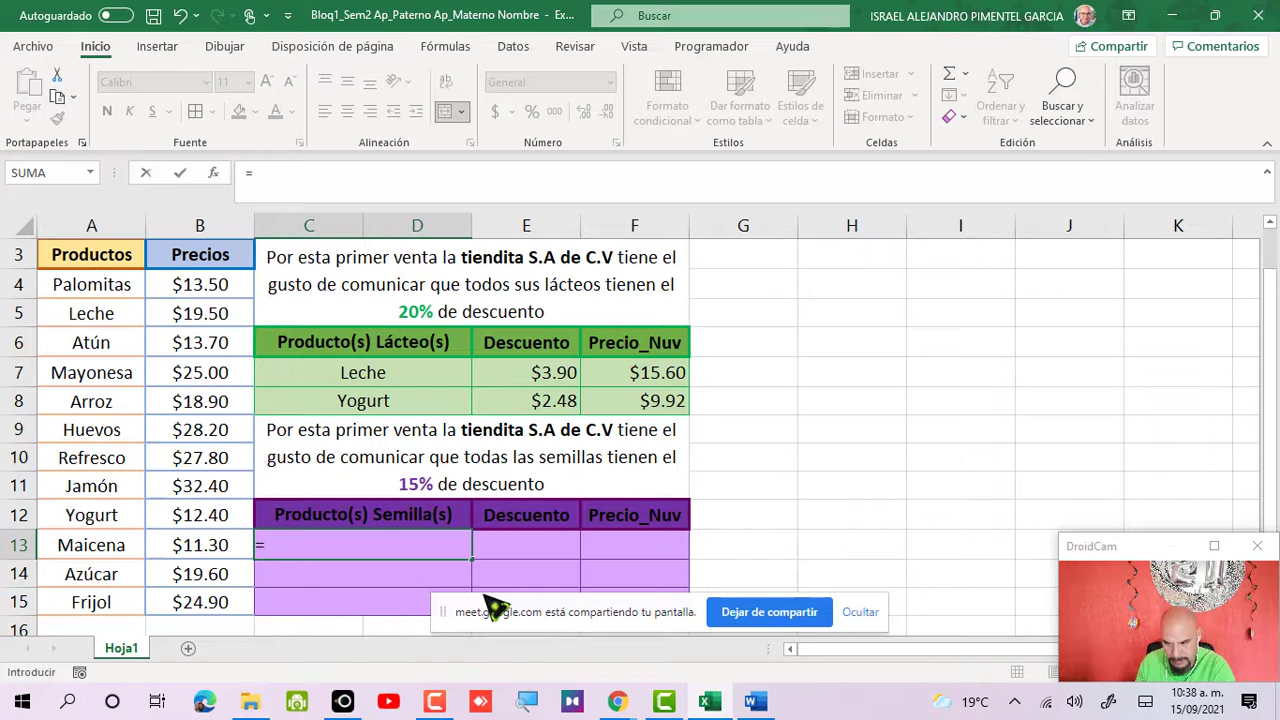 Autoguardado
Bloq1_Sem2 Ap_Paterno Ap_Materno Nombre - Ex...
Buscar
ISRAEL ALEJANDRO PIMENTEL GARCIA
Archivo Inicio Insertar Dibujar Disposición de página Fórmulas Datos Revisar Vista Programador Ayuda
Compartir Comentarios
Pegar
Calibri 11
N K S
General
$ % 000
Formato condicional
Dar formato como tabla
Estilos de celda
Insertar
Eliminar
Formato
Ordenar y filtrar
Buscar y seleccionar
Analizar datos
Portapapeles Fuente Alineación Número Estilos Celdas Edición Análisis
SUMA fx =
A B C D E F G H I J K
3 Productos Precios Por esta primer venta la tiendita S.A de C.V tiene el
4 Palomitas $13.50 gusto de comunicar que todos sus lácteos tienen el
5 Leche $19.50 20% de descuento
6 Atún $13.70 Producto(s) Lácteo(s) Descuento Precio_Nuv
7 Mayonesa $25.00 Leche $3.90 $15.60
8 Arroz $18.90 Yogurt $2.48 $9.92
9 Huevos $28.20 Por esta primer venta la tiendita S.A de C.V tiene el
10 Refresco $27.80 gusto de comunicar que todas las semillas tienen el
11 Jamón $32.40 15% de descuento
12 Yogurt $12.40 Producto(s) Semilla(s) Descuento Precio_Nuv
13 Maicena $11.30 =
14 Azúcar $19.60
15 Frijol $24.90
16
DroidCam
meet.google.com está compartiendo tu pantalla. Dejar de compartir Ocultar
Hoja1
Introducir
19°C
10:38 a. m.
15/09/2021